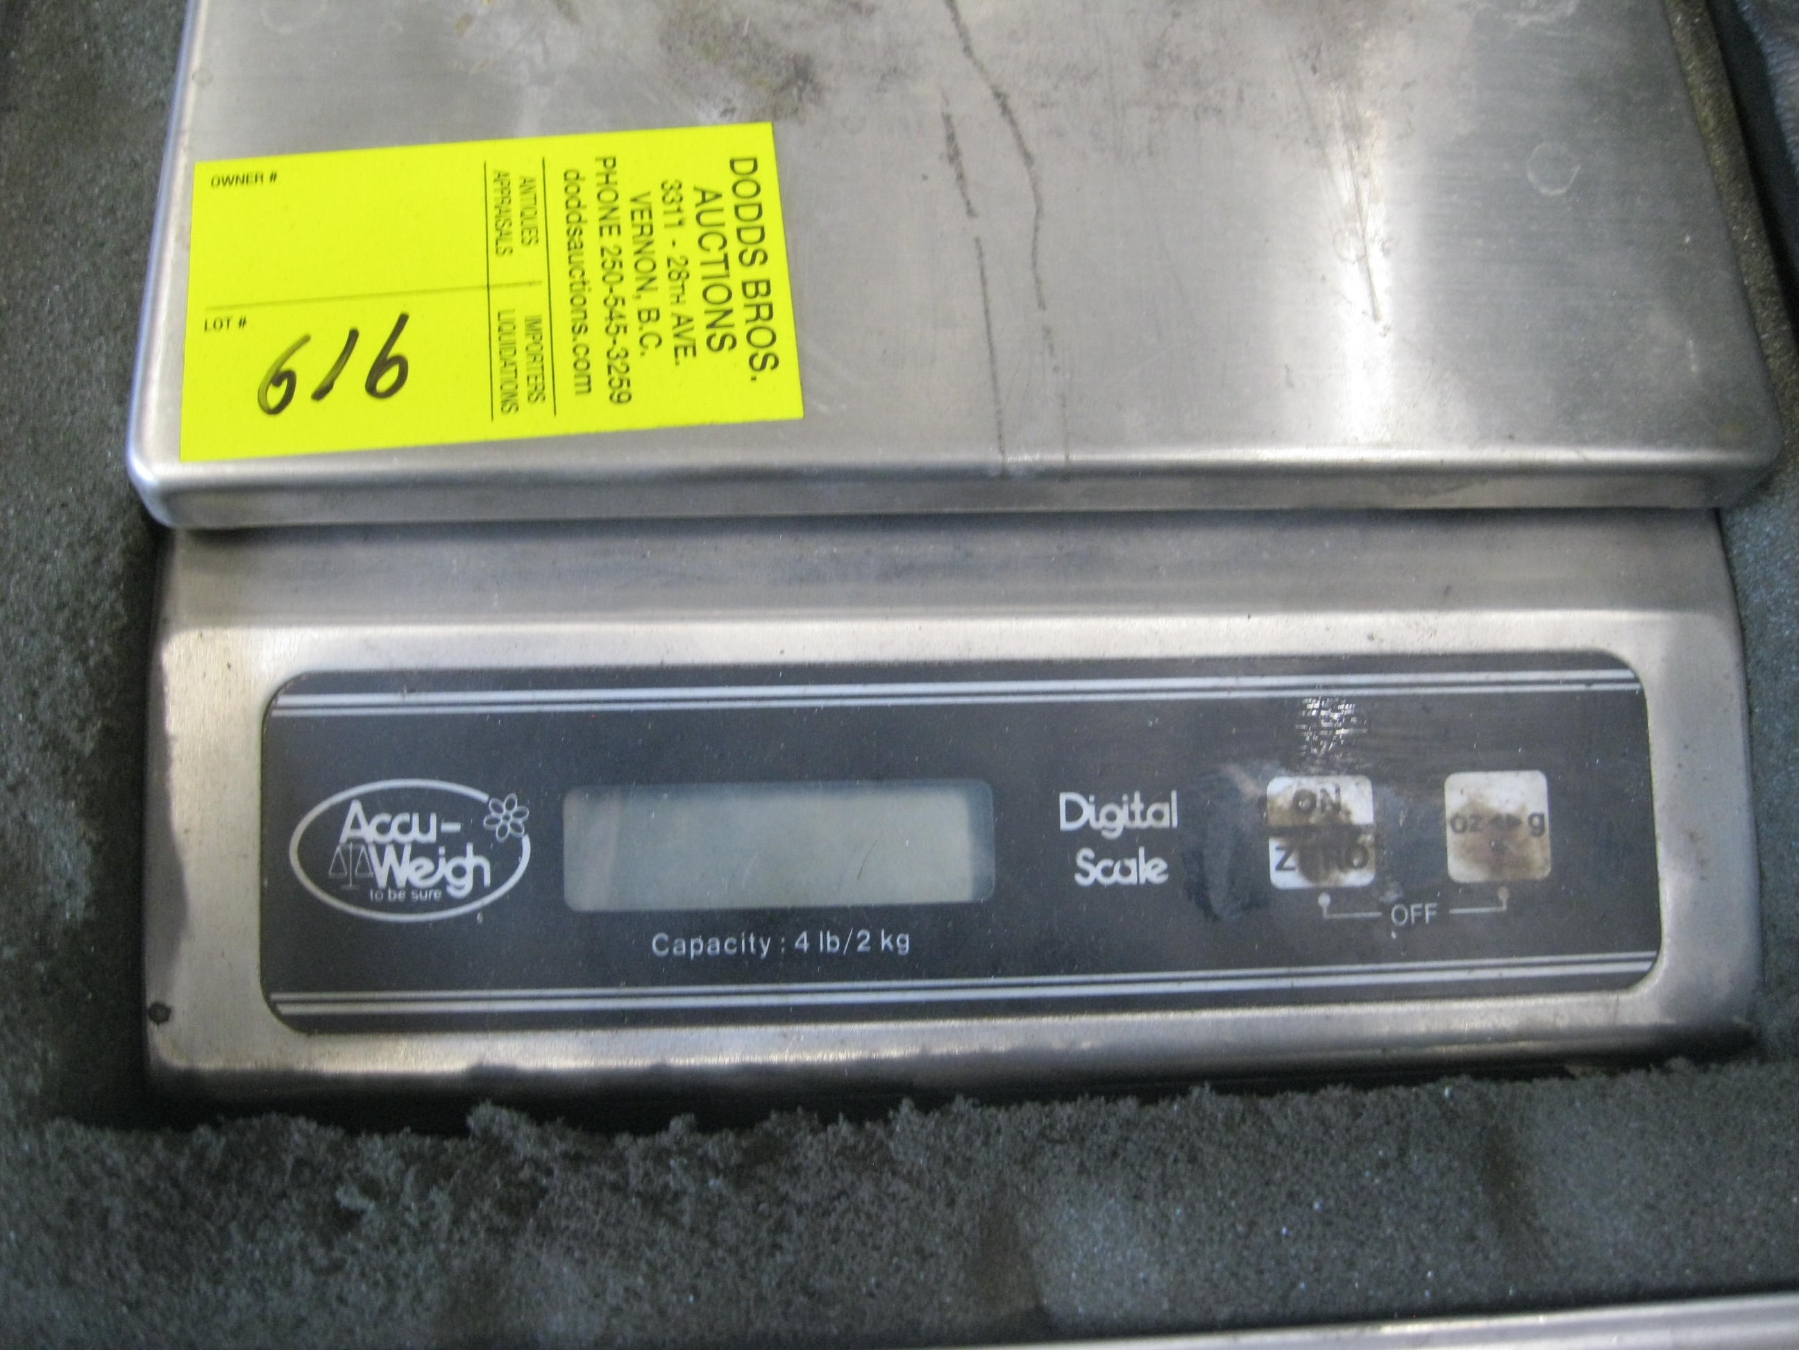 DODDS BROS.
AUCTIONS
3311 - 28TH AVE.
VERNON, B.C.
PHONE 250-545-3259
doddsauctions.com
ANTIQUES | IMPORTERS
APPRAISALS | LIQUIDATIONS
OWNER #
LOT #
616
Accu-
Weigh
to be sure
Capacity : 4 lb/2 kg
Digital
Scale
ON
ZERO
oz g
OFF